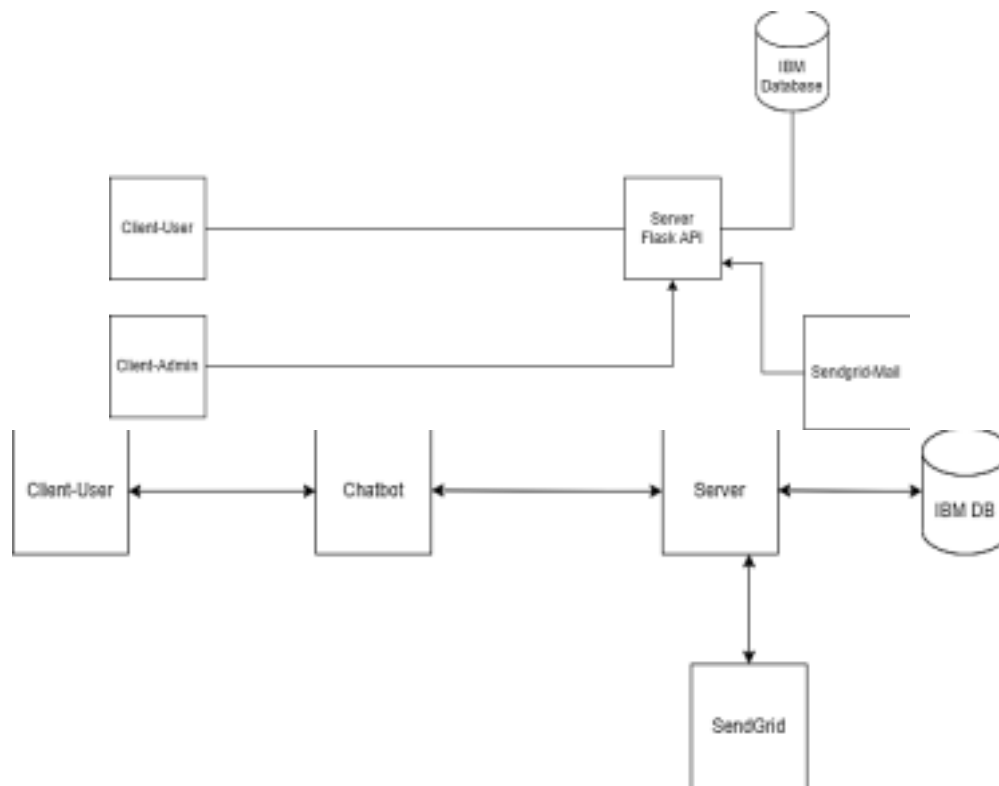 IBM
Database
Client-User
Server
Flask API
Client-Admin
Sendgrid-Mail
Client-User
Chatbot
Server
IBM DB
SendGrid